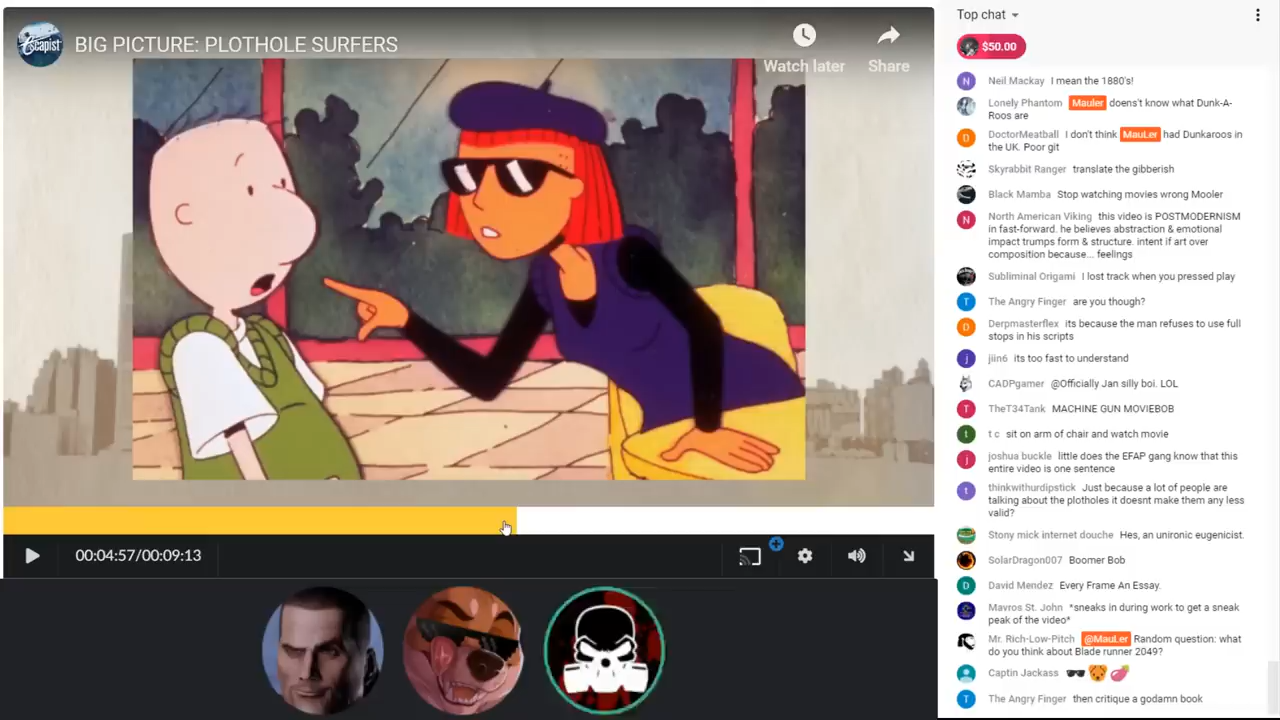 Escapist
BIG PICTURE: PLOTHOLE SURFERS
Watch later
Share
00:04:57/00:09:13
Top chat
$50.00
N
Neil Mackay I mean the 1880's!
Lonely Phantom Mauler doens't know what Dunk-A-
Roos are
D
DoctorMeatball I don't think MauLer had Dunkaroos in
the UK. Poor git
Skyrabbit Ranger translate the gibberish
Black Mamba Stop watching movies wrong Mooler
N
North American Viking this video is POSTMODERNISM
in fast-forward. he believes abstraction & emotional
impact trumps form & structure. intent if art over
composition because... feelings
Subliminal Origami I lost track when you pressed play
T
The Angry Finger are you though?
D
Derpmasterflex its because the man refuses to use full
stops in his scripts
j
jiin6 its too fast to understand
CADPgamer @Officially Jan silly boi. LOL
T
TheT34Tank MACHINE GUN MOVIEBOB
t
t c sit on arm of chair and watch movie
j
joshua buckle little does the EFAP gang know that this
entire video is one sentence
t
thinkwithurdipstick Just because a lot of people are
talking about the plotholes it doesnt make them any less
valid?
Stony mick internet douche Hes, an unironic eugenicist.
SolarDragon007 Boomer Bob
D
David Mendez Every Frame An Essay.
Mavros St. John *sneaks in during work to get a sneak
peak of the video*
Mr. Rich-Low-Pitch @MauLer Random question: what
do you think about Blade runner 2049?
Captin Jackass 🕶️🐯🍠
T
The Angry Finger then critique a godamn book